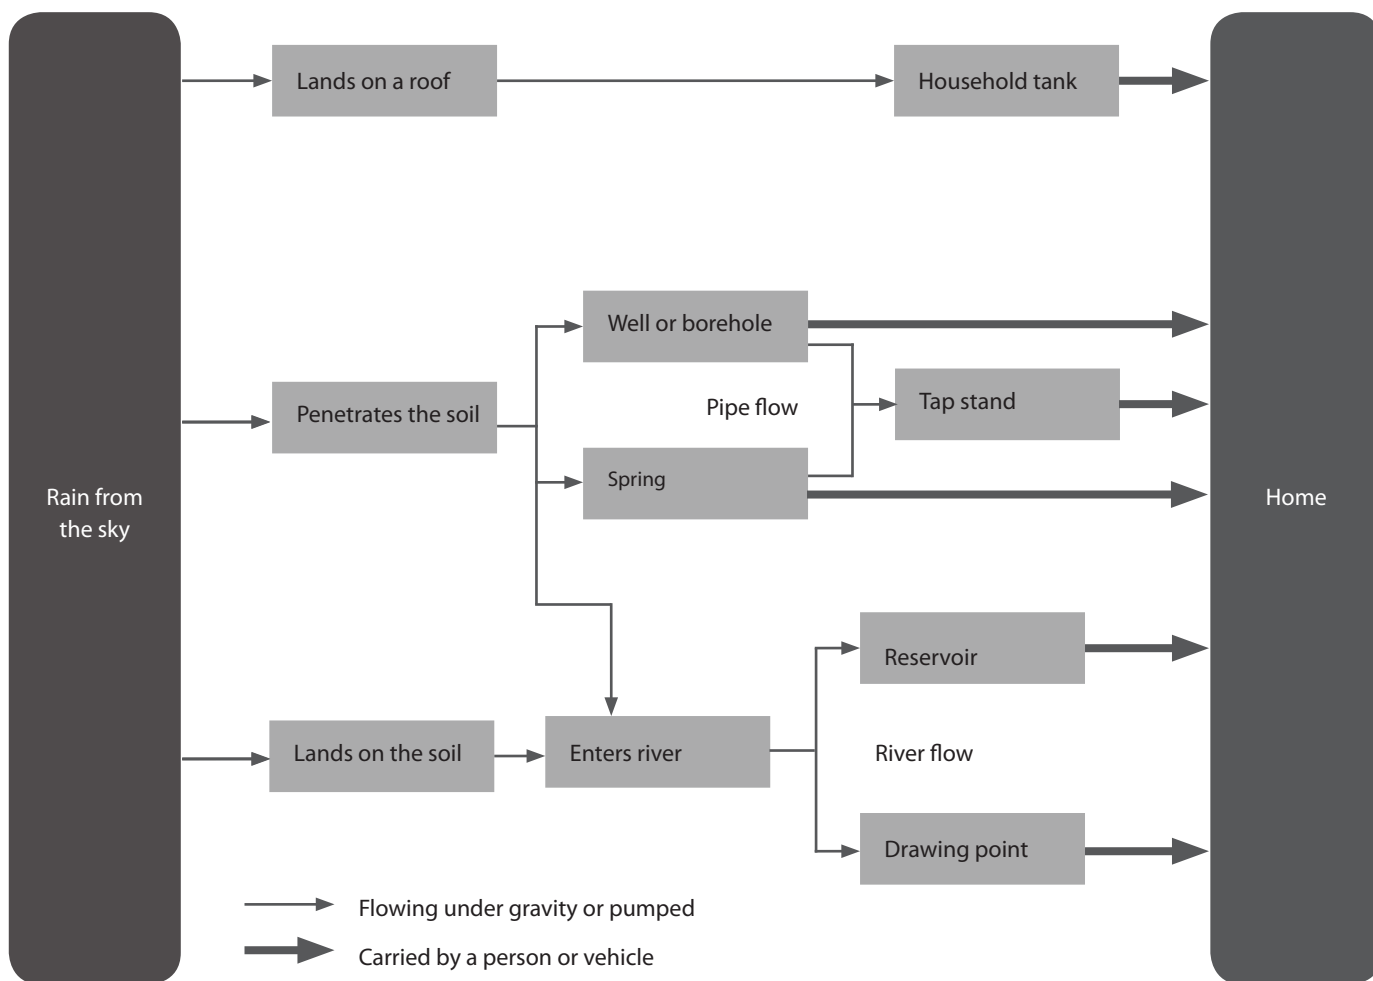 Lands on a roof
Household tank
Well or borehole
Pipe flow
Tap stand
Penetrates the soil
Spring
Rain from
the sky
Home
Reservoir
Lands on the soil
Enters river
River flow
Drawing point
Flowing under gravity or pumped
Carried by a person or vehicle